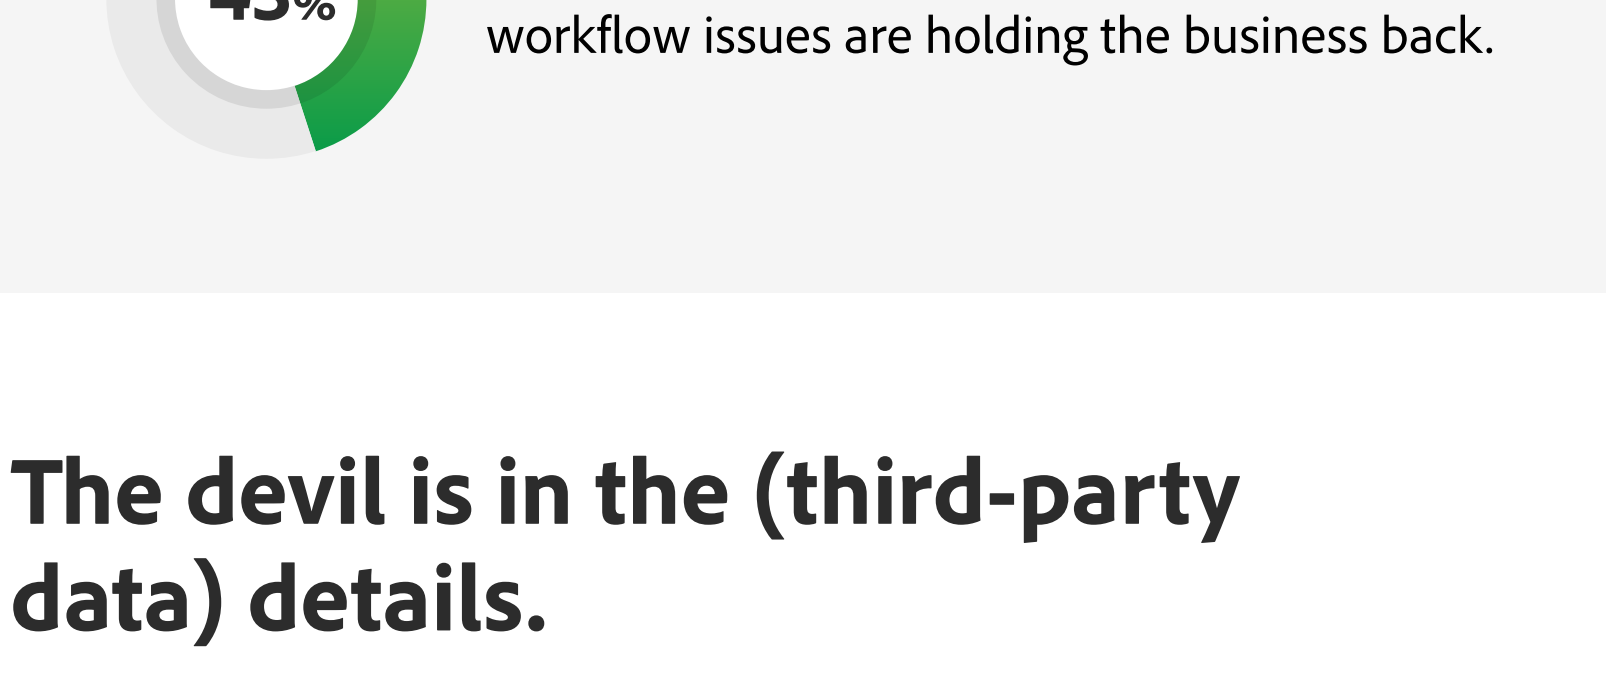 workflow issues are holding the business back.
The devil is in the (third-party
data) details.